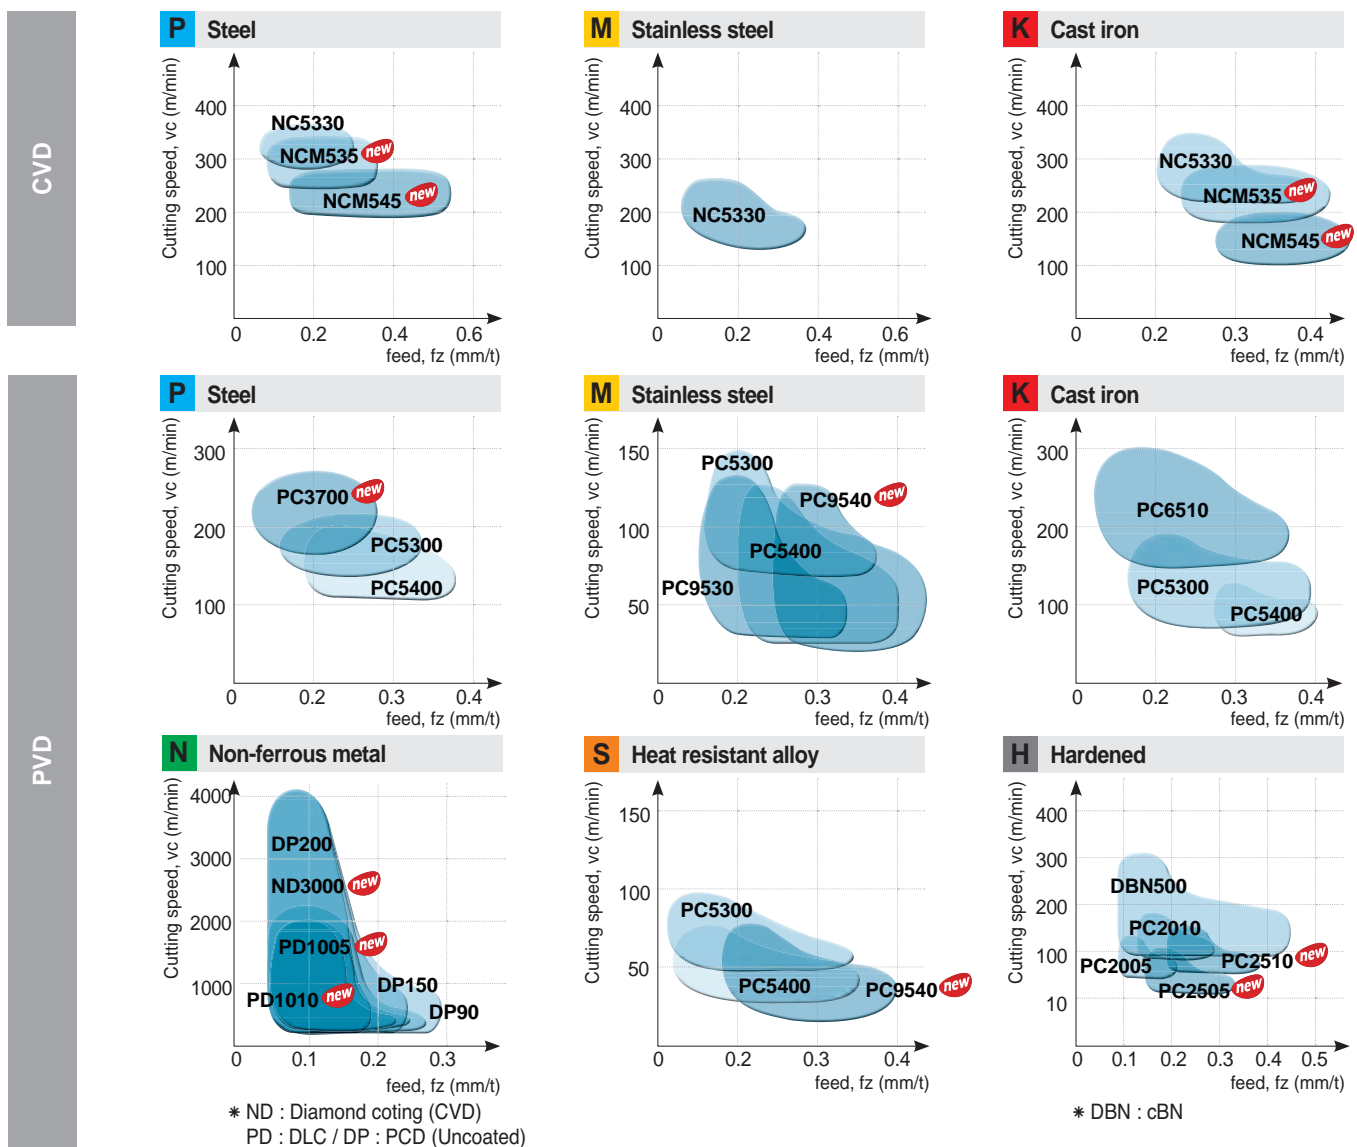 CVD
P Steel
Cutting speed, vc (m/min)
400
300
200
100
NC5330
NCM535 new
NCM545 new
0 0.2 0.4 0.6
feed, fz (mm/t)
M Stainless steel
Cutting speed, vc (m/min)
400
300
200
100
NC5330
0 0.2 0.4 0.6
feed, fz (mm/t)
K Cast iron
Cutting speed, vc (m/min)
400
300
200
100
NC5330
NCM535 new
NCM545 new
0 0.2 0.3 0.4
feed, fz (mm/t)
PVD
P Steel
Cutting speed, vc (m/min)
300
200
100
PC3700 new
PC5300
PC5400
0 0.2 0.3 0.4
feed, fz (mm/t)
M Stainless steel
Cutting speed, vc (m/min)
150
100
50
PC5300
PC9540 new
PC5400
PC9530
0 0.2 0.3 0.4
feed, fz (mm/t)
K Cast iron
Cutting speed, vc (m/min)
300
200
100
PC6510
PC5300
PC5400
0 0.2 0.3 0.4
feed, fz (mm/t)
N Non-ferrous metal
Cutting speed, vc (m/min)
4000
3000
2000
1000
DP200
ND3000 new
PD1005 new
DP150
PD1010 new
DP90
0 0.1 0.2 0.3
feed, fz (mm/t)
* ND : Diamond coting (CVD)
PD : DLC / DP : PCD (Uncoated)
S Heat resistant alloy
Cutting speed, vc (m/min)
150
100
50
PC5300
PC5400
PC9540 new
0 0.2 0.3 0.4
feed, fz (mm/t)
H Hardened
Cutting speed, vc (m/min)
400
300
200
100
10
DBN500
PC2010
PC2005
PC2510 new
PC2505 new
0 0.1 0.2 0.3 0.4 0.5
feed, fz (mm/t)
* DBN : cBN